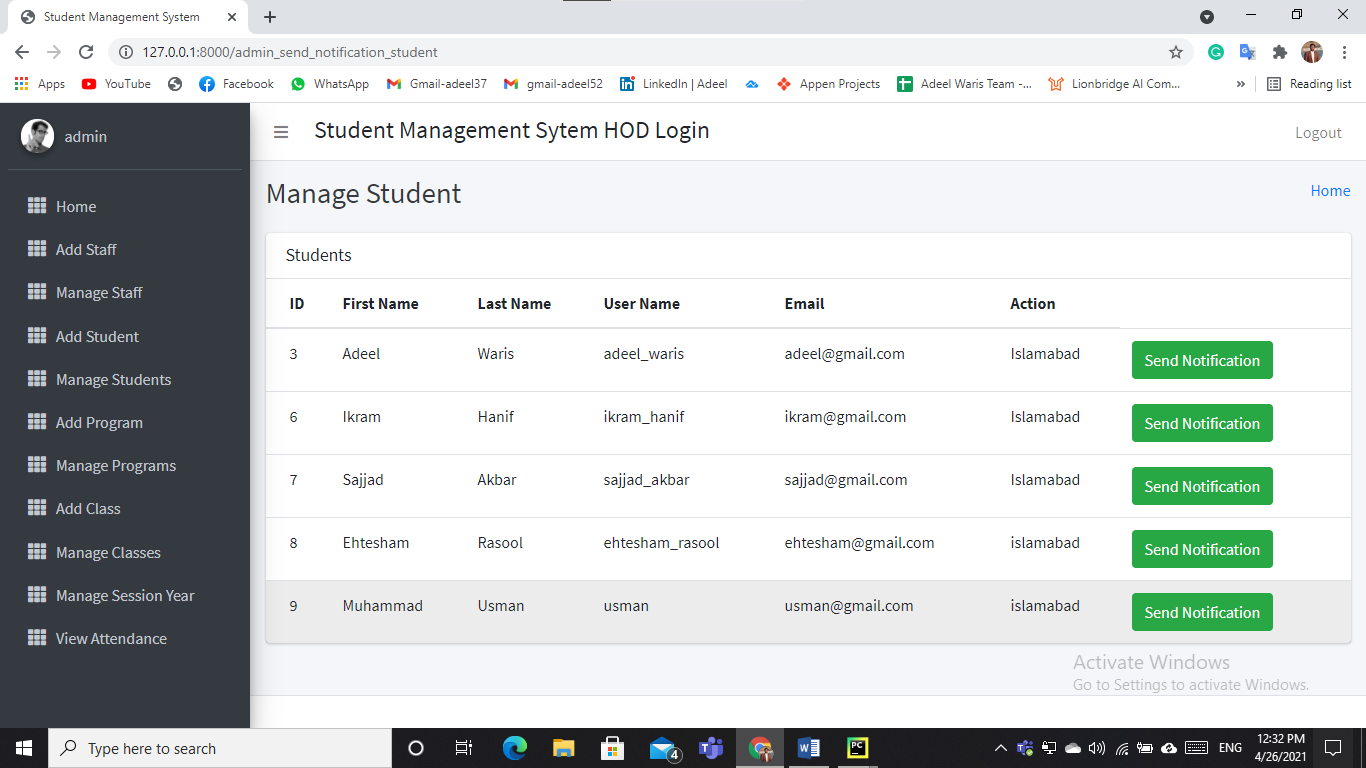 Student Management System
127.0.0.1:8000/admin_send_notification_student
Apps YouTube Facebook WhatsApp Gmail-adeel37 gmail-adeel52 LinkedIn | Adeel Appen Projects Adeel Waris Team -... Lionbridge AI Com... » Reading list
admin
Student Management Sytem HOD Login
Logout
Home
Add Staff
Manage Staff
Add Student
Manage Students
Add Program
Manage Programs
Add Class
Manage Classes
Manage Session Year
View Attendance
Manage Student
Home
Students
ID First Name Last Name User Name Email Action
3 Adeel Waris adeel_waris adeel@gmail.com Islamabad Send Notification
6 Ikram Hanif ikram_hanif ikram@gmail.com Islamabad Send Notification
7 Sajjad Akbar sajjad_akbar sajjad@gmail.com Islamabad Send Notification
8 Ehtesham Rasool ehtesham_rasool ehtesham@gmail.com islamabad Send Notification
9 Muhammad Usman usman usman@gmail.com islamabad Send Notification
Activate Windows
Go to Settings to activate Windows.
Type here to search
4
PC
ENG
12:32 PM
4/26/2021